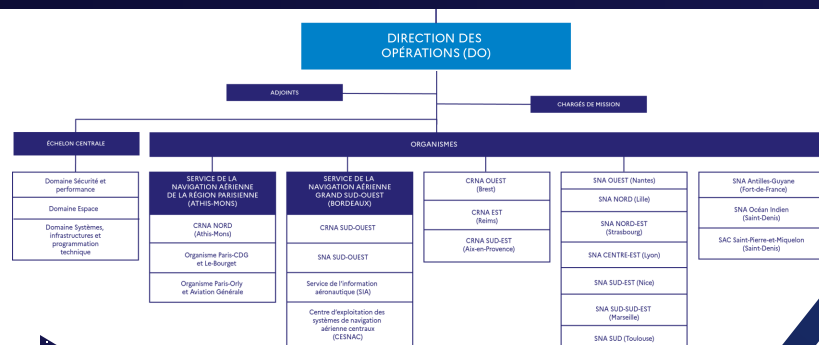 DIRECTION DES
OPÉRATIONS (DO)
ADJOINTS
CHARGÉS DE MISSION
ÉCHELON CENTRALE
ORGANISMES
Domaine Sécurité et
performance
Domaine Espace
Domaine Systèmes,
infrastructures et
programmation
technique
SERVICE DE LA
NAVIGATION AÉRIENNE
DE LA RÉGION PARISIENNE
(ATHIS-MONS)
CRNA NORD
(Athis-Mons)
Organisme Paris-CDG
et Le-Bourget
Organisme Paris-Orly
et Aviation Générale
SERVICE DE LA
NAVIGATION AÉRIENNE
GRAND SUD-OUEST
(BORDEAUX)
CRNA SUD-OUEST
SNA SUD-OUEST
Service de l'information
aéronautique (SIA)
Centre d'exploitation des
systèmes de navigation
aérienne centraux
(CESNAC)
CRNA OUEST
(Brest)
CRNA EST
(Reims)
CRNA SUD-EST
(Aix-en-Provence)
SNA OUEST (Nantes)
SNA NORD (Lille)
SNA NORD-EST
(Strasbourg)
SNA CENTRE-EST (Lyon)
SNA SUD-EST (Nice)
SNA SUD-SUD-EST
(Marseille)
SNA SUD (Toulouse)
SNA Antilles-Guyane
(Fort-de-France)
SNA Océan Indien
(Saint-Denis)
SAC Saint-Pierre-et-Miquelon
(Saint-Denis)